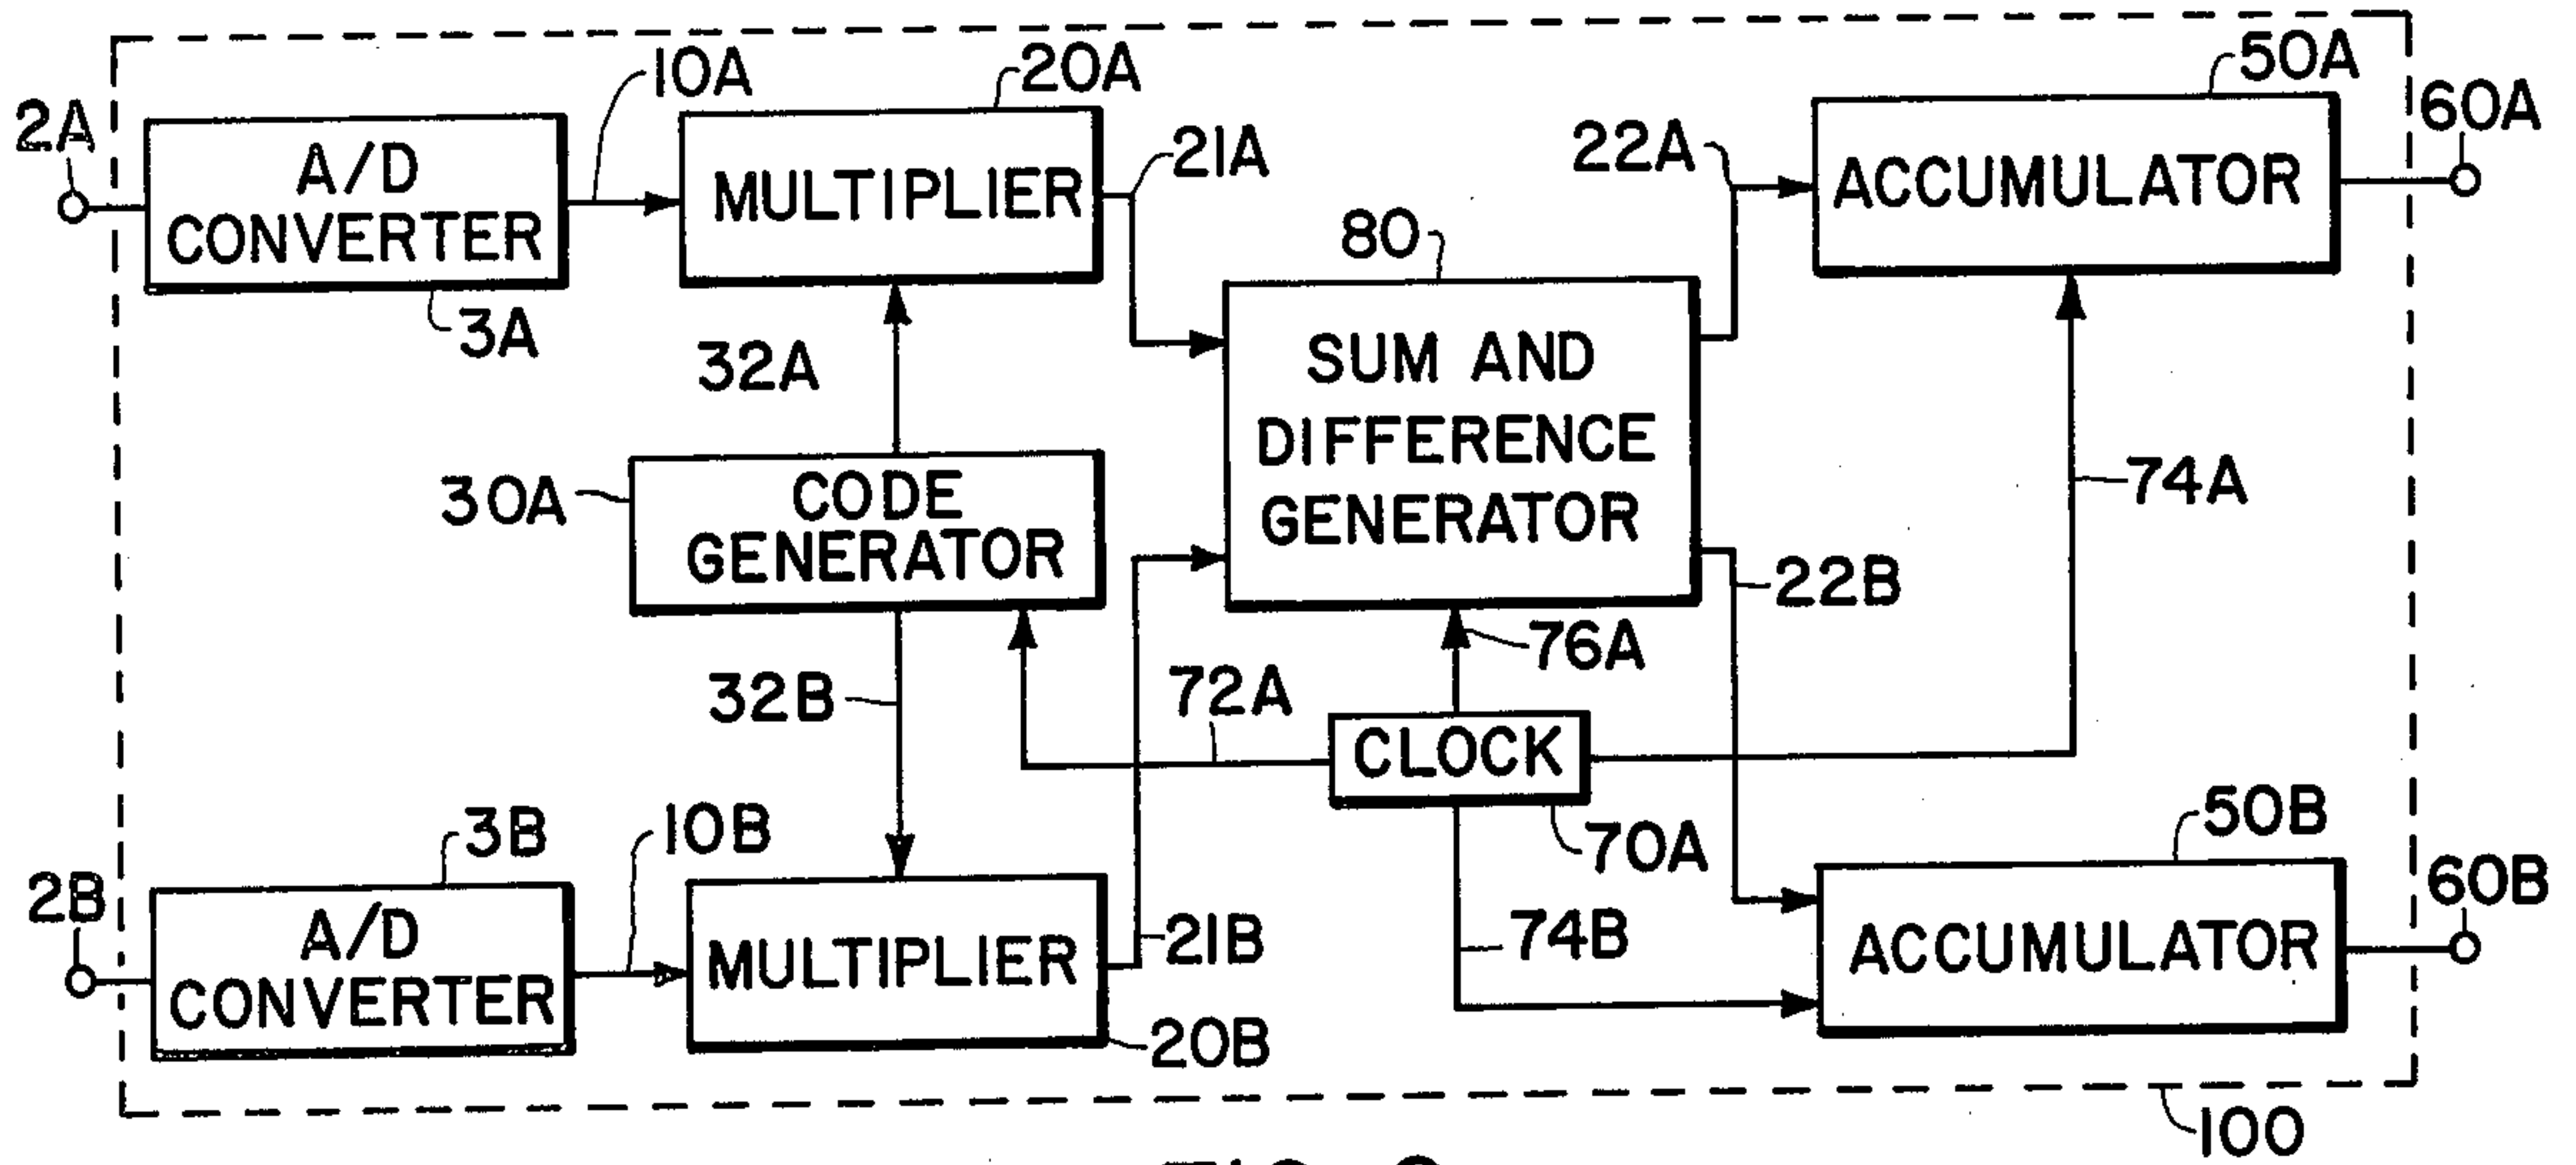 10A
20A
50A
2A
60A
A/D
CONVERTER
MULTIPLIER
21A
22A
ACCUMULATOR
3A
80
32A
SUM AND
DIFFERENCE
GENERATOR
74A
30A
CODE
GENERATOR
22B
76A
32B
72A
CLOCK
70A
3B
10B
50B
2B
60B
A/D
CONVERTER
MULTIPLIER
21B
74B
ACCUMULATOR
20B
100